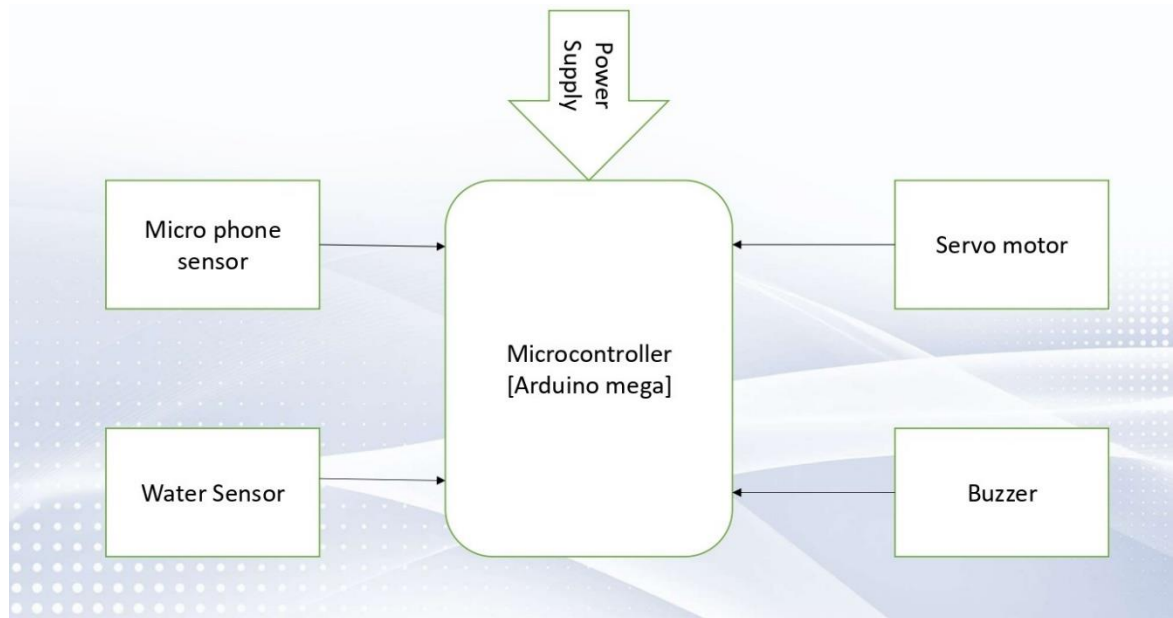 Power
Supply
Micro phone
sensor
Servo motor
Microcontroller
[Arduino mega]
Water Sensor
Buzzer